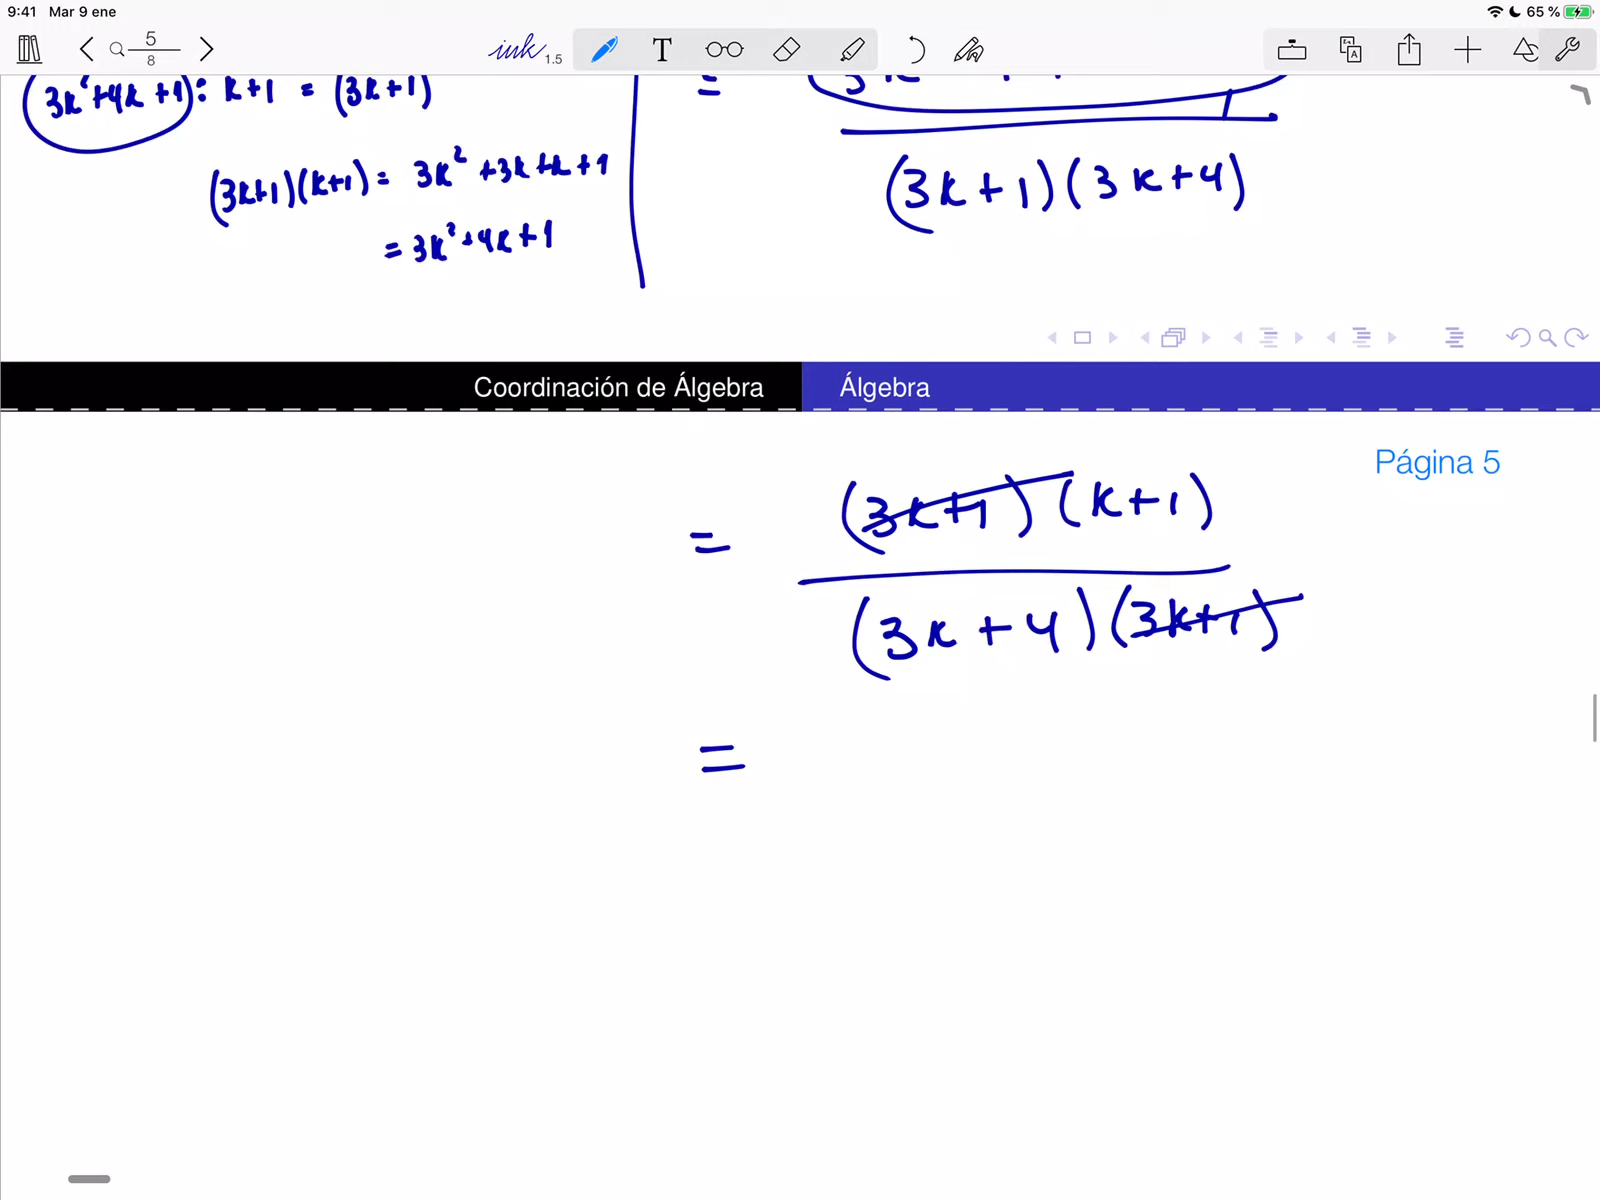 9:41 Mar 9 ene 65 %
5
8
ink 1.5 T
(3k²+4k+1): k+1 = (3k+1)
(3k+1)(k+1) = 3k² +3k+k+1
= 3k²+4k+1
=
(3k+1)(3k+4)
Coordinación de Álgebra Álgebra
Página 5
= (3k+1)(k+1)
(3k+4)(3k+1)
=